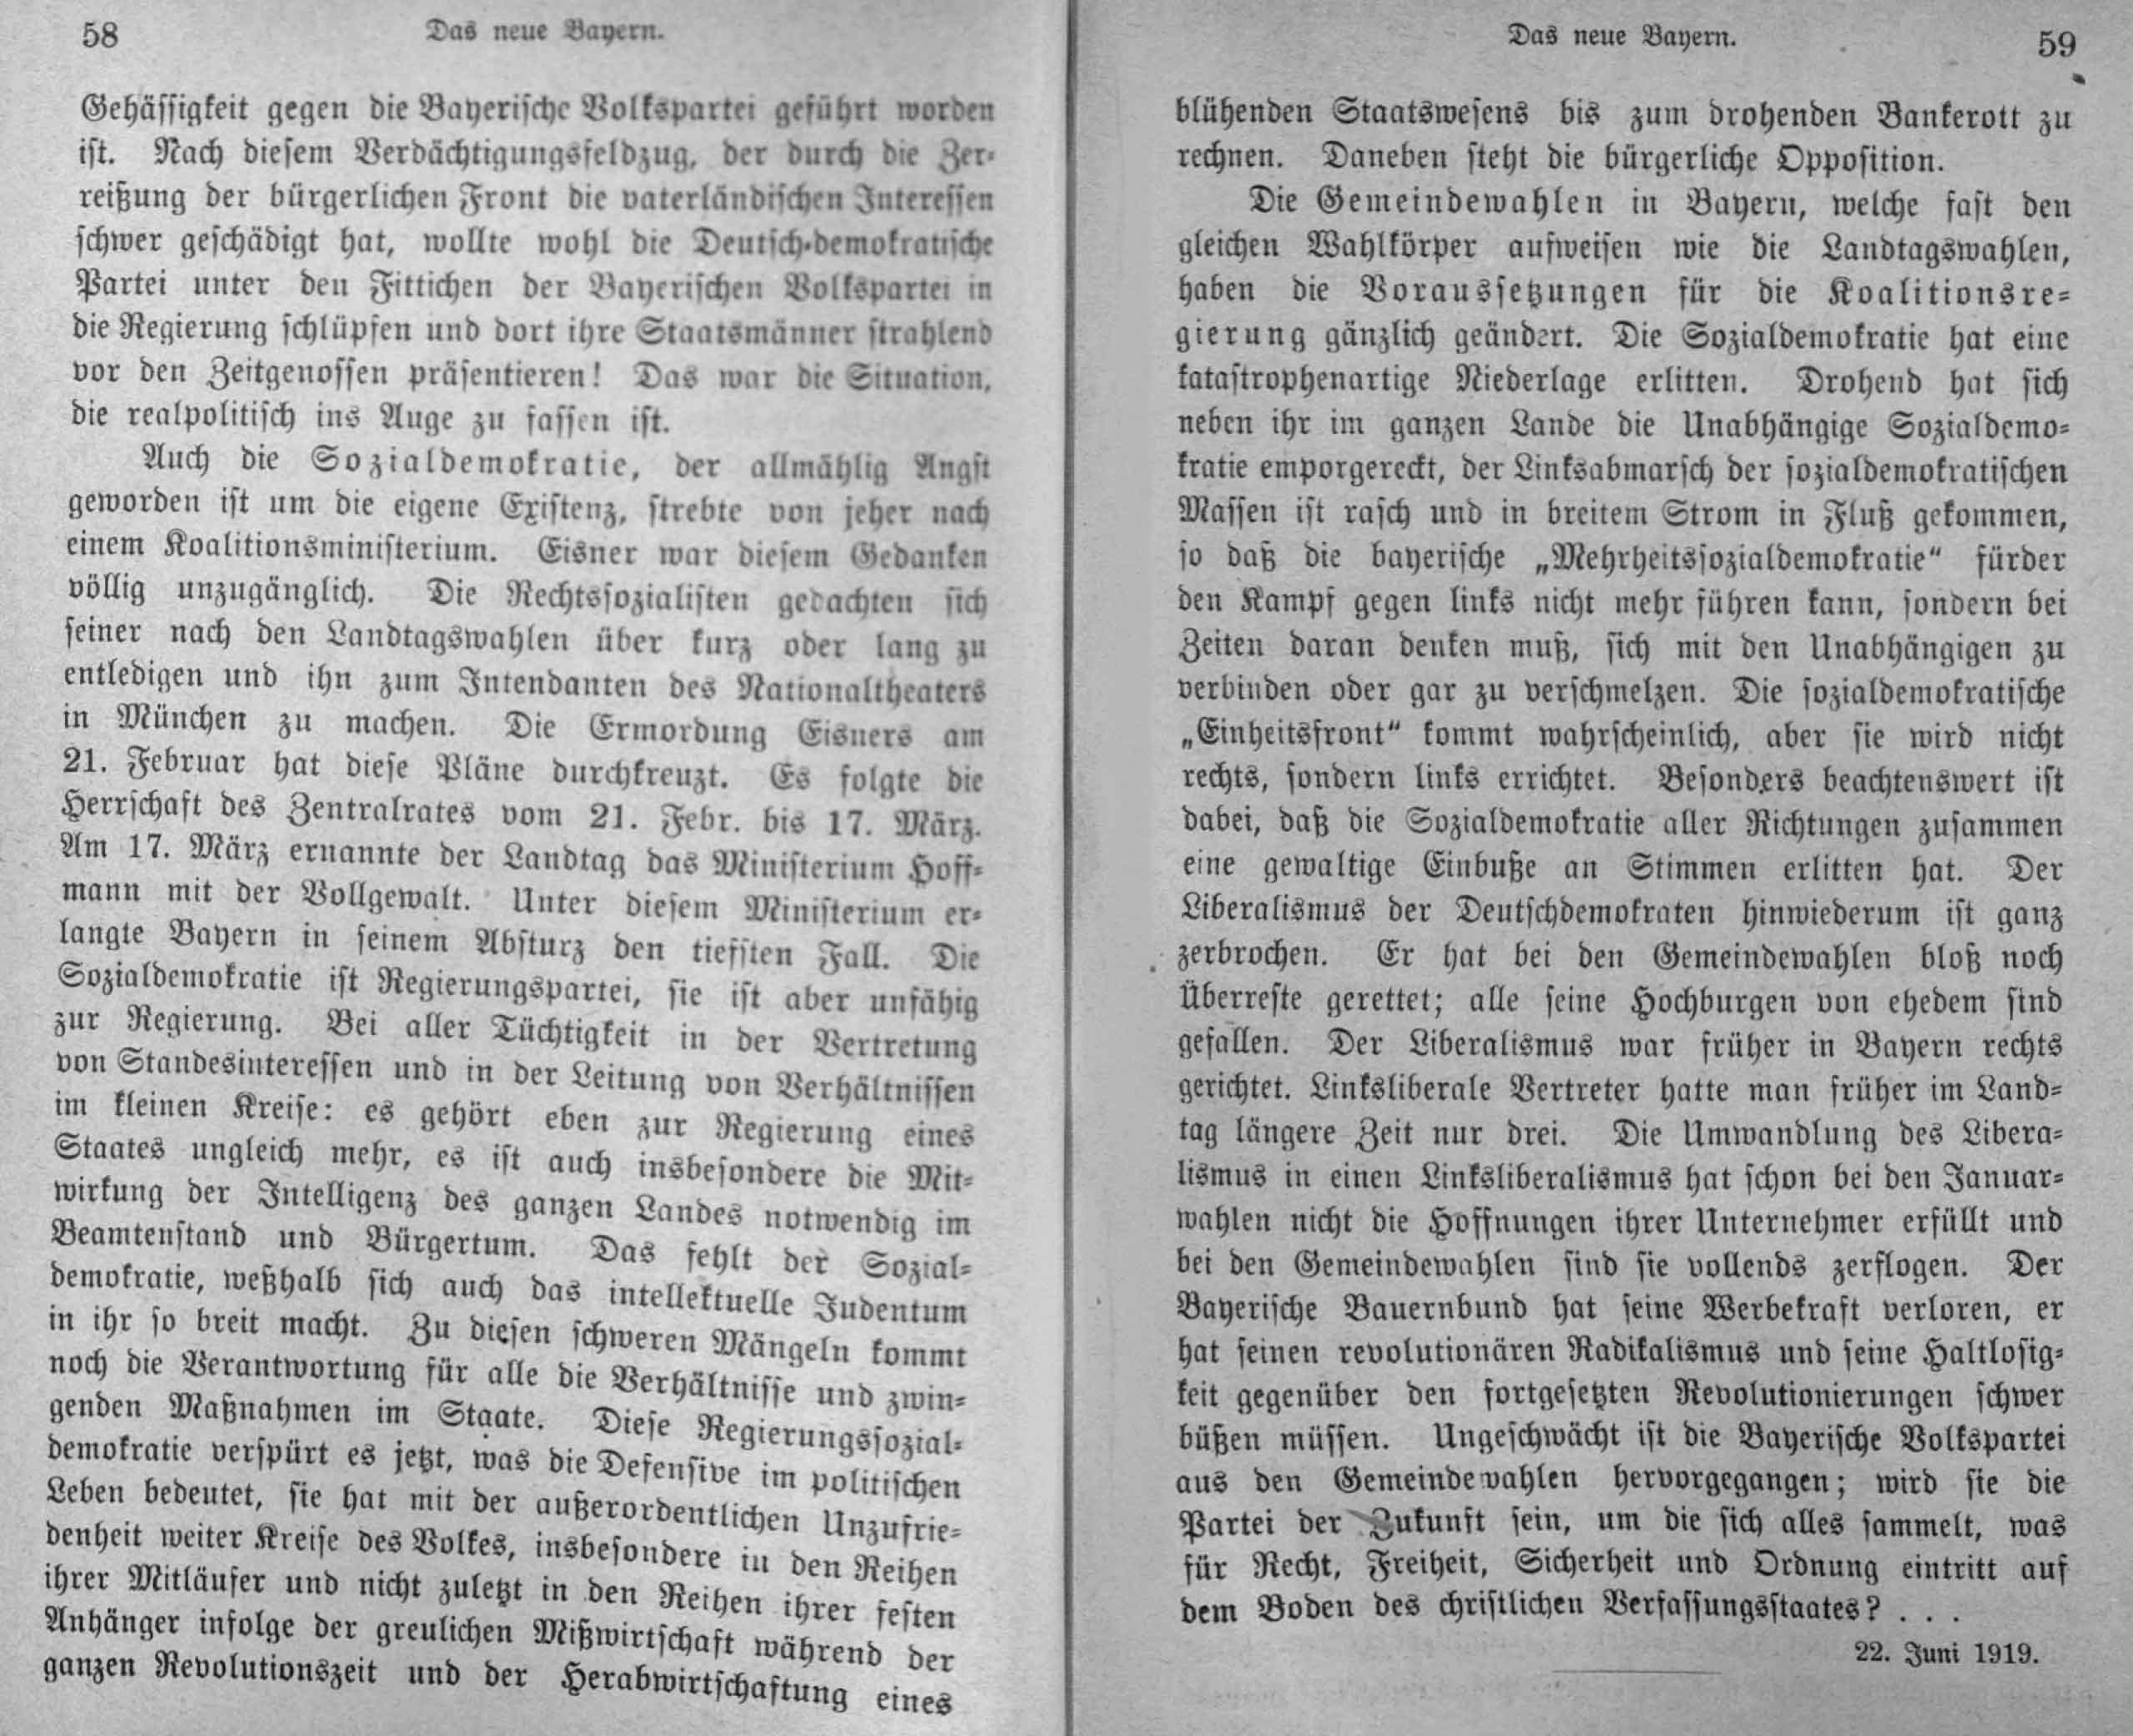 58
Das neue Bayern.
Gehässigkeit gegen die Bayerische Volkspartei geführt worden
ist. Nach diesem Verdächtigungsfeldzug, der durch die Zer-
reißung der bürgerlichen Front die vaterländischen Interessen
schwer geschädigt hat, wollte wohl die Deutsch-demokratische
Partei unter den Fittichen der Bayerischen Volkspartei in
die Regierung schlüpfen und dort ihre Staatsmänner strahlend
vor den Zeitgenossen präsentieren! Das war die Situation,
die realpolitisch ins Auge zu fassen ist.
Auch die Sozialdemokratie, der allmählig Angst
geworden ist um die eigene Existenz, strebte von jeher nach
einem Koalitionsministerium. Eisner war diesem Gedanken
völlig unzugänglich. Die Rechtssozialisten gedachten sich
seiner nach den Landtagswahlen über kurz oder lang zu
entledigen und ihn zum Intendanten des Nationaltheaters
in München zu machen. Die Ermordung Eisners am
21. Februar hat diese Pläne durchkreuzt. Es folgte die
Herrschaft des Zentralrates vom 21. Febr. bis 17. März.
Am 17. März ernannte der Landtag das Ministerium Hoff-
mann mit der Vollgewalt. Unter diesem Ministerium er-
langte Bayern in seinem Absturz den tiefsten Fall. Die
Sozialdemokratie ist Regierungspartei, sie ist aber unfähig
zur Regierung. Bei aller Tüchtigkeit in der Vertretung
von Standesinteressen und in der Leitung von Verhältnissen
im kleinen Kreise: es gehört eben zur Regierung eines
Staates ungleich mehr, es ist auch insbesondere die Mit-
wirkung der Intelligenz des ganzen Landes notwendig im
Beamtenstand und Bürgertum. Das fehlt der Sozial-
demokratie, weßhalb sich auch das intellektuelle Judentum
in ihr so breit macht. Zu diesen schweren Mängeln kommt
noch die Verantwortung für alle die Verhältnisse und zwin-
genden Maßnahmen im Staate. Diese Regierungssozial-
demokratie verspürt es jetzt, was die Defensive im politischen
Leben bedeutet, sie hat mit der außerordentlichen Unzufrie-
denheit weiter Kreise des Volkes, insbesondere in den Reihen
ihrer Mitläufer und nicht zuletzt in den Reihen ihrer festen
Anhänger infolge der greulichen Mißwirtschaft während der
ganzen Revolutionszeit und der Herabwirtschaftung eines
Das neue Bayern.
59
blühenden Staatswesens bis zum drohenden Bankerott zu
rechnen. Daneben steht die bürgerliche Opposition.
Die Gemeindewahlen in Bayern, welche fast den
gleichen Wahlkörper aufweisen wie die Landtagswahlen,
haben die Voraussetzungen für die Koalitionsre-
gierung gänzlich geändert. Die Sozialdemokratie hat eine
katastrophenartige Niederlage erlitten. Drohend hat sich
neben ihr im ganzen Lande die Unabhängige Sozialdemo-
kratie emporgereckt, der Linksabmarsch der sozialdemokratischen
Massen ist rasch und in breitem Strom in Fluß gekommen,
so daß die bayerische „Mehrheitssozialdemokratie“ fürder
den Kampf gegen links nicht mehr führen kann, sondern bei
Zeiten daran denken muß, sich mit den Unabhängigen zu
verbinden oder gar zu verschmelzen. Die sozialdemokratische
„Einheitsfront“ kommt wahrscheinlich, aber sie wird nicht
rechts, sondern links errichtet. Besonders beachtenswert ist
dabei, daß die Sozialdemokratie aller Richtungen zusammen
eine gewaltige Einbuße an Stimmen erlitten hat. Der
Liberalismus der Deutschdemokraten hinwiederum ist ganz
zerbrochen. Er hat bei den Gemeindewahlen bloß noch
Überreste gerettet; alle seine Hochburgen von ehedem sind
gefallen. Der Liberalismus war früher in Bayern rechts
gerichtet. Linksliberale Vertreter hatte man früher im Land-
tag längere Zeit nur drei. Die Umwandlung des Libera-
lismus in einen Linksliberalismus hat schon bei den Januar-
wahlen nicht die Hoffnungen ihrer Unternehmer erfüllt und
bei den Gemeindewahlen sind sie vollends zerflogen. Der
Bayerische Bauernbund hat seine Werbekraft verloren, er
hat seinen revolutionären Radikalismus und seine Haltlosig-
keit gegenüber den fortgesetzten Revolutionierungen schwer
büßen müssen. Ungeschwächt ist die Bayerische Volkspartei
aus den Gemeindewahlen hervorgegangen; wird sie die
Partei der Zukunft sein, um die sich alles sammelt, was
für Recht, Freiheit, Sicherheit und Ordnung eintritt auf
dem Boden des christlichen Verfassungsstaates? . . .
22. Juni 1919.